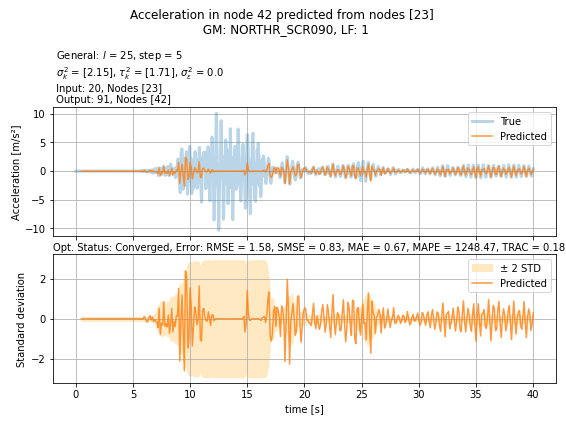 Acceleration in node 42 predicted from nodes [23]
GM: NORTHR_SCR090, LF: 1
General: l = 25, step = 5
σ²ₖ = [2.15], τ²ₖ = [1.71], σ²ε = 0.0
Input: 20, Nodes [23]
Output: 91, Nodes [42]
Acceleration [m/s²]
10
5
0
−5
−10
True
Predicted
Opt. Status: Converged, Error: RMSE = 1.58, SMSE = 0.83, MAE = 0.67, MAPE = 1248.47, TRAC = 0.18
Standard deviation
2
0
−2
± 2 STD
Predicted
0 5 10 15 20 25 30 35 40
time [s]